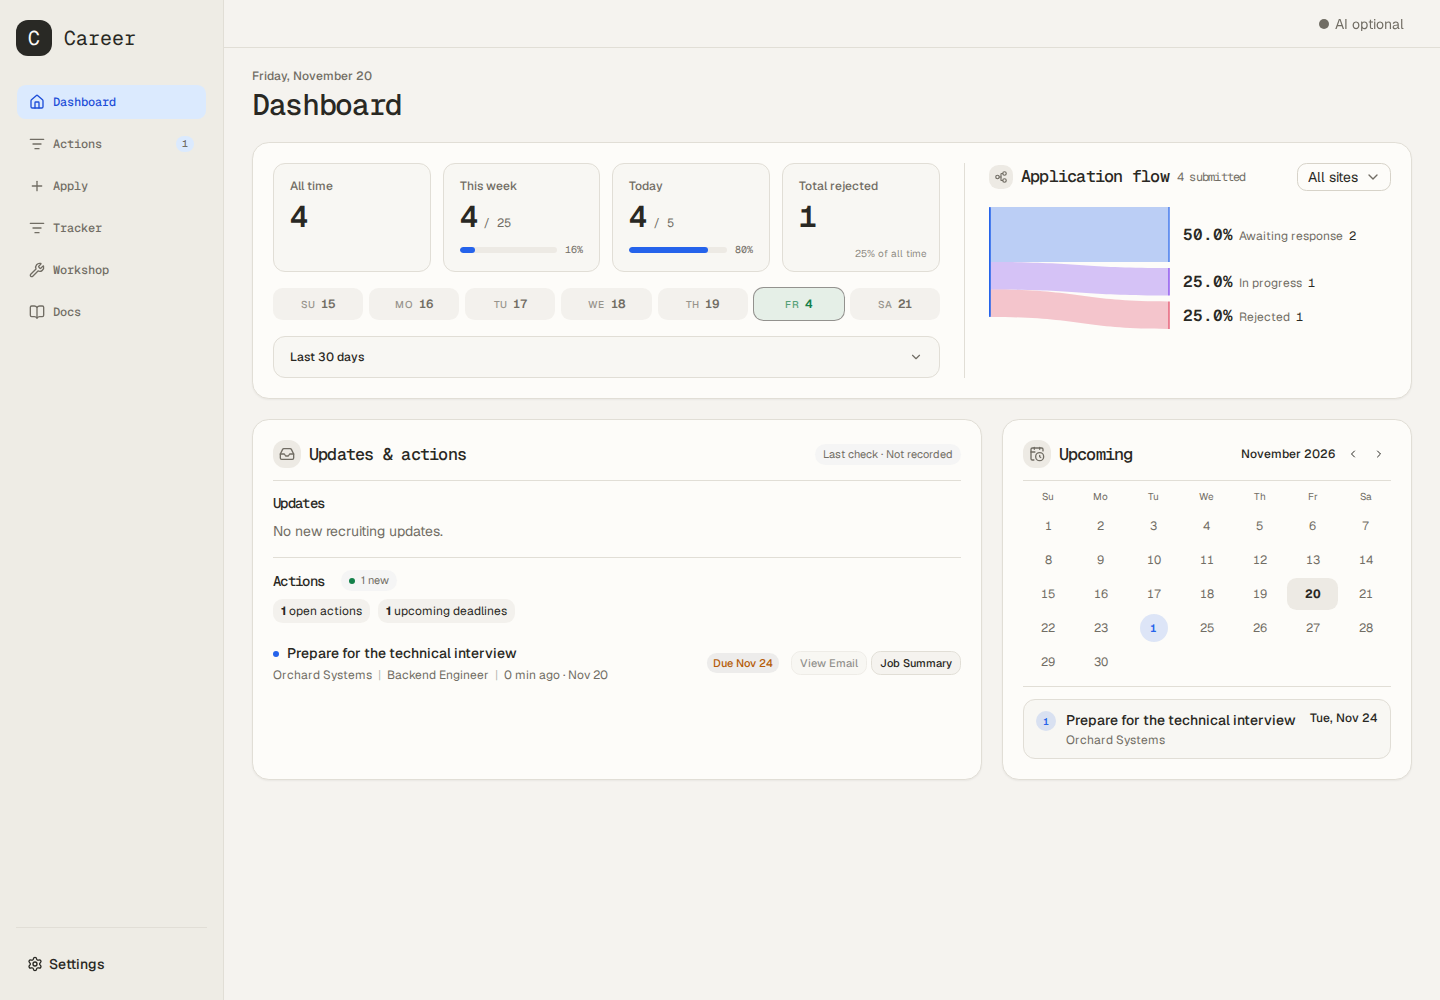 C Career
AI optional
Dashboard
Actions 1
Apply
Tracker
Workshop
Docs
Settings
Friday, November 20
Dashboard
All time
4
This week
4 / 25
16%
Today
4 / 5
80%
Total rejected
1
25% of all time
SU 15 MO 16 TU 17 WE 18 TH 19 FR 4 SA 21
Last 30 days
Application flow 4 submitted
All sites
50.0% Awaiting response 2
25.0% In progress 1
25.0% Rejected 1
Updates & actions
Last check · Not recorded
Updates
No new recruiting updates.
Actions 1 new
1 open actions 1 upcoming deadlines
Prepare for the technical interview
Orchard Systems | Backend Engineer | 0 min ago · Nov 20
Due Nov 24 View Email Job Summary
Upcoming
November 2026
Su Mo Tu We Th Fr Sa
1 2 3 4 5 6 7
8 9 10 11 12 13 14
15 16 17 18 19 20 21
22 23 1 25 26 27 28
29 30
1 Prepare for the technical interview Tue, Nov 24
Orchard Systems